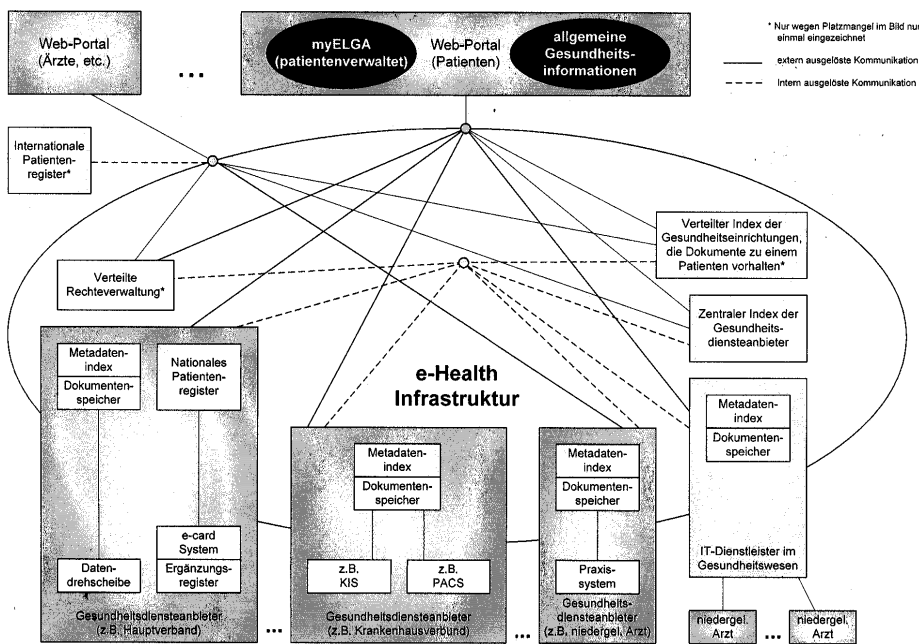 Web-Portal
(Ärzte, etc.)
...
myELGA
(patientenverwaltet)
Web-Portal
(Patienten)
allgemeine
Gesundheits-
informationen
* Nur wegen Platzmangel im Bild nur
einmal eingezeichnet
extern ausgelöste Kommunikation
Intern ausgelöste Kommunikation
Internationale
Patienten-
register*
Verteilter Index der
Gesundheitseinrichtungen,
die Dokumente zu einem
Patienten vorhalten*
Verteilte
Rechteverwaltung*
Zentraler Index der
Gesundheits-
diensteanbieter
e-Health
Infrastruktur
Metadaten-
index
Dokumenten-
speicher
Nationales
Patienten-
register
Daten-
drehscheibe
e-card
System
Ergänzungs-
register
Gesundheitsdiensteanbieter
(z.B. Hauptverband)
...
Metadaten-
index
Dokumenten-
speicher
z.B.
KIS
z.B.
PACS
Gesundheitsdiensteanbieter
(z.B. Krankenhausverbund)
...
Metadaten-
index
Dokumenten-
speicher
Praxis-
system
Gesundheits-
diensteanbieter
(z.B. niedergel. Arzt)
Metadaten-
index
Dokumenten-
speicher
IT-Dienstleister im
Gesundheitswesen
niedergel.
Arzt
...
niedergel.
Arzt